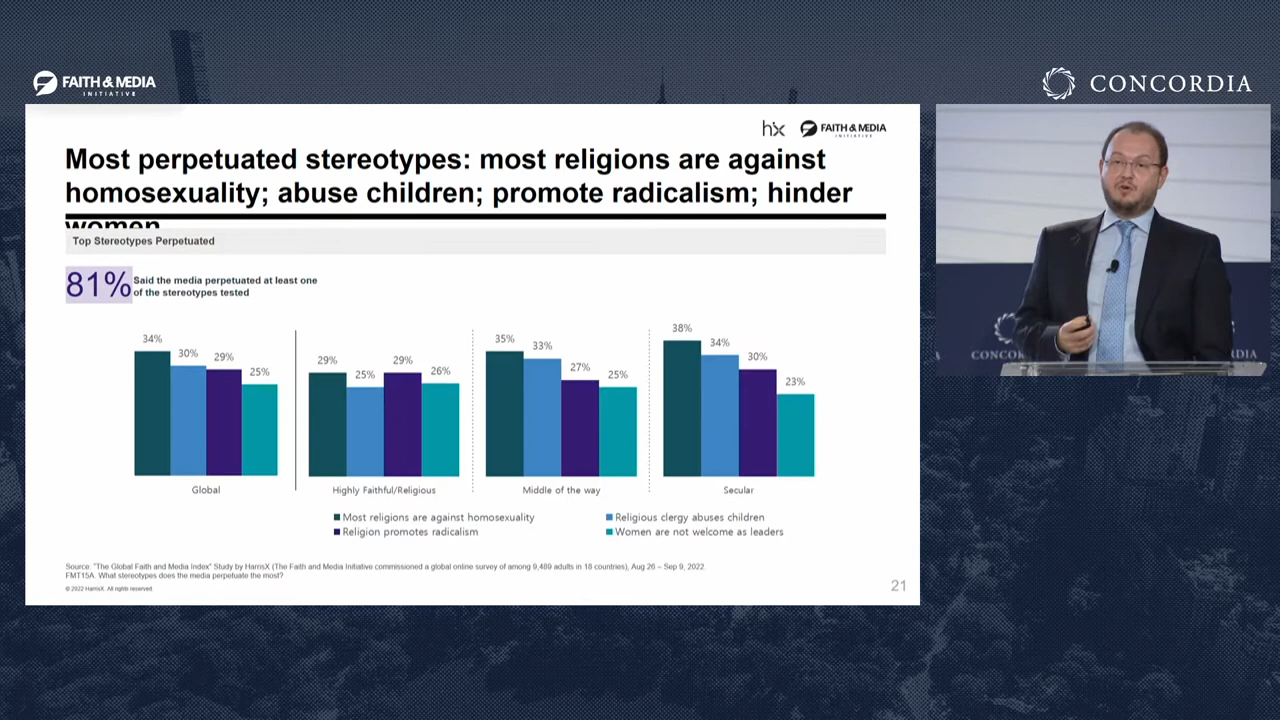 FAITH & MEDIA
INITIATIVE
CONCORDIA
hx
FAITH & MEDIA
INITIATIVE
Most perpetuated stereotypes: most religions are against
homosexuality; abuse children; promote radicalism; hinder
women
Top Stereotypes Perpetuated
81%
Said the media perpetuated at least one
of the stereotypes tested
34%
30%
29%
25%
29%
25%
29%
26%
35%
33%
27%
25%
38%
34%
30%
23%
Global
Highly Faithful/Religious
Middle of the way
Secular
Most religions are against homosexuality
Religious clergy abuses children
Religion promotes radicalism
Women are not welcome as leaders
Source: "The Global Faith and Media Index" Study by HarrisX (The Faith and Media Initiative commissioned a global online survey of among 9,489 adults in 18 countries), Aug 26 – Sep 9, 2022.
FMT15A. What stereotypes does the media perpetuate the most?
© 2022 HarrisX. All rights reserved.
21
CONCOR
DIA